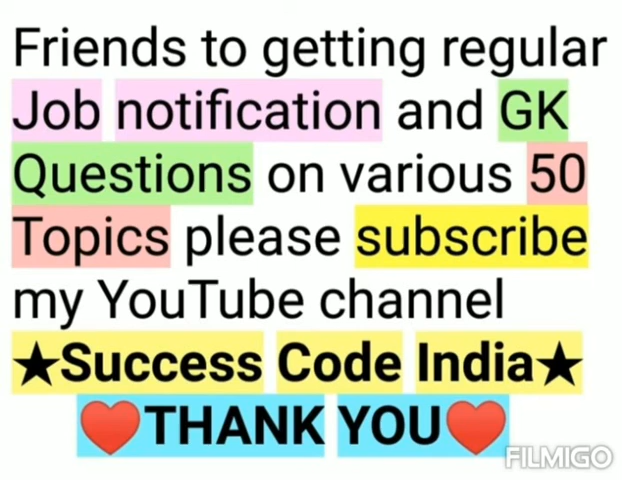 Friends to getting regular
Job notification and GK
Questions on various 50
Topics please subscribe
my YouTube channel
★Success Code India★
❤️THANK YOU❤️
FILMIGO